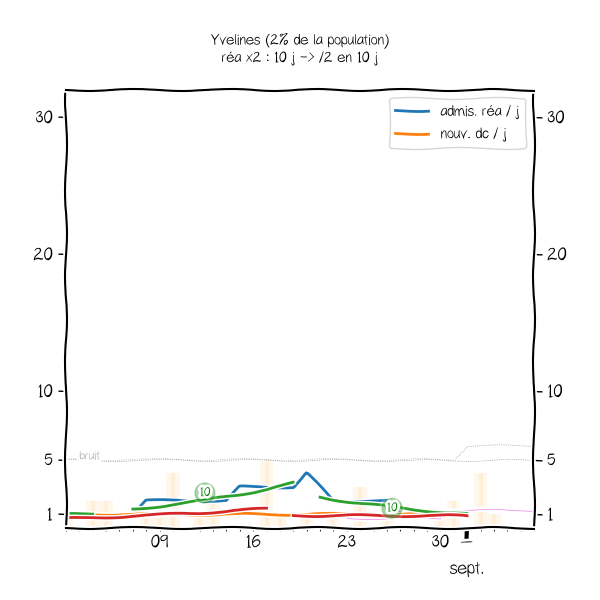 Yvelines (2% de la population)
réa x2 : 10 j -> /2 en 10 j
admis. réa / j
nouv. dc / j
30
30
20
20
10
10
5
bruit
5
10
10
1
1
09
16
23
30
1
sept.